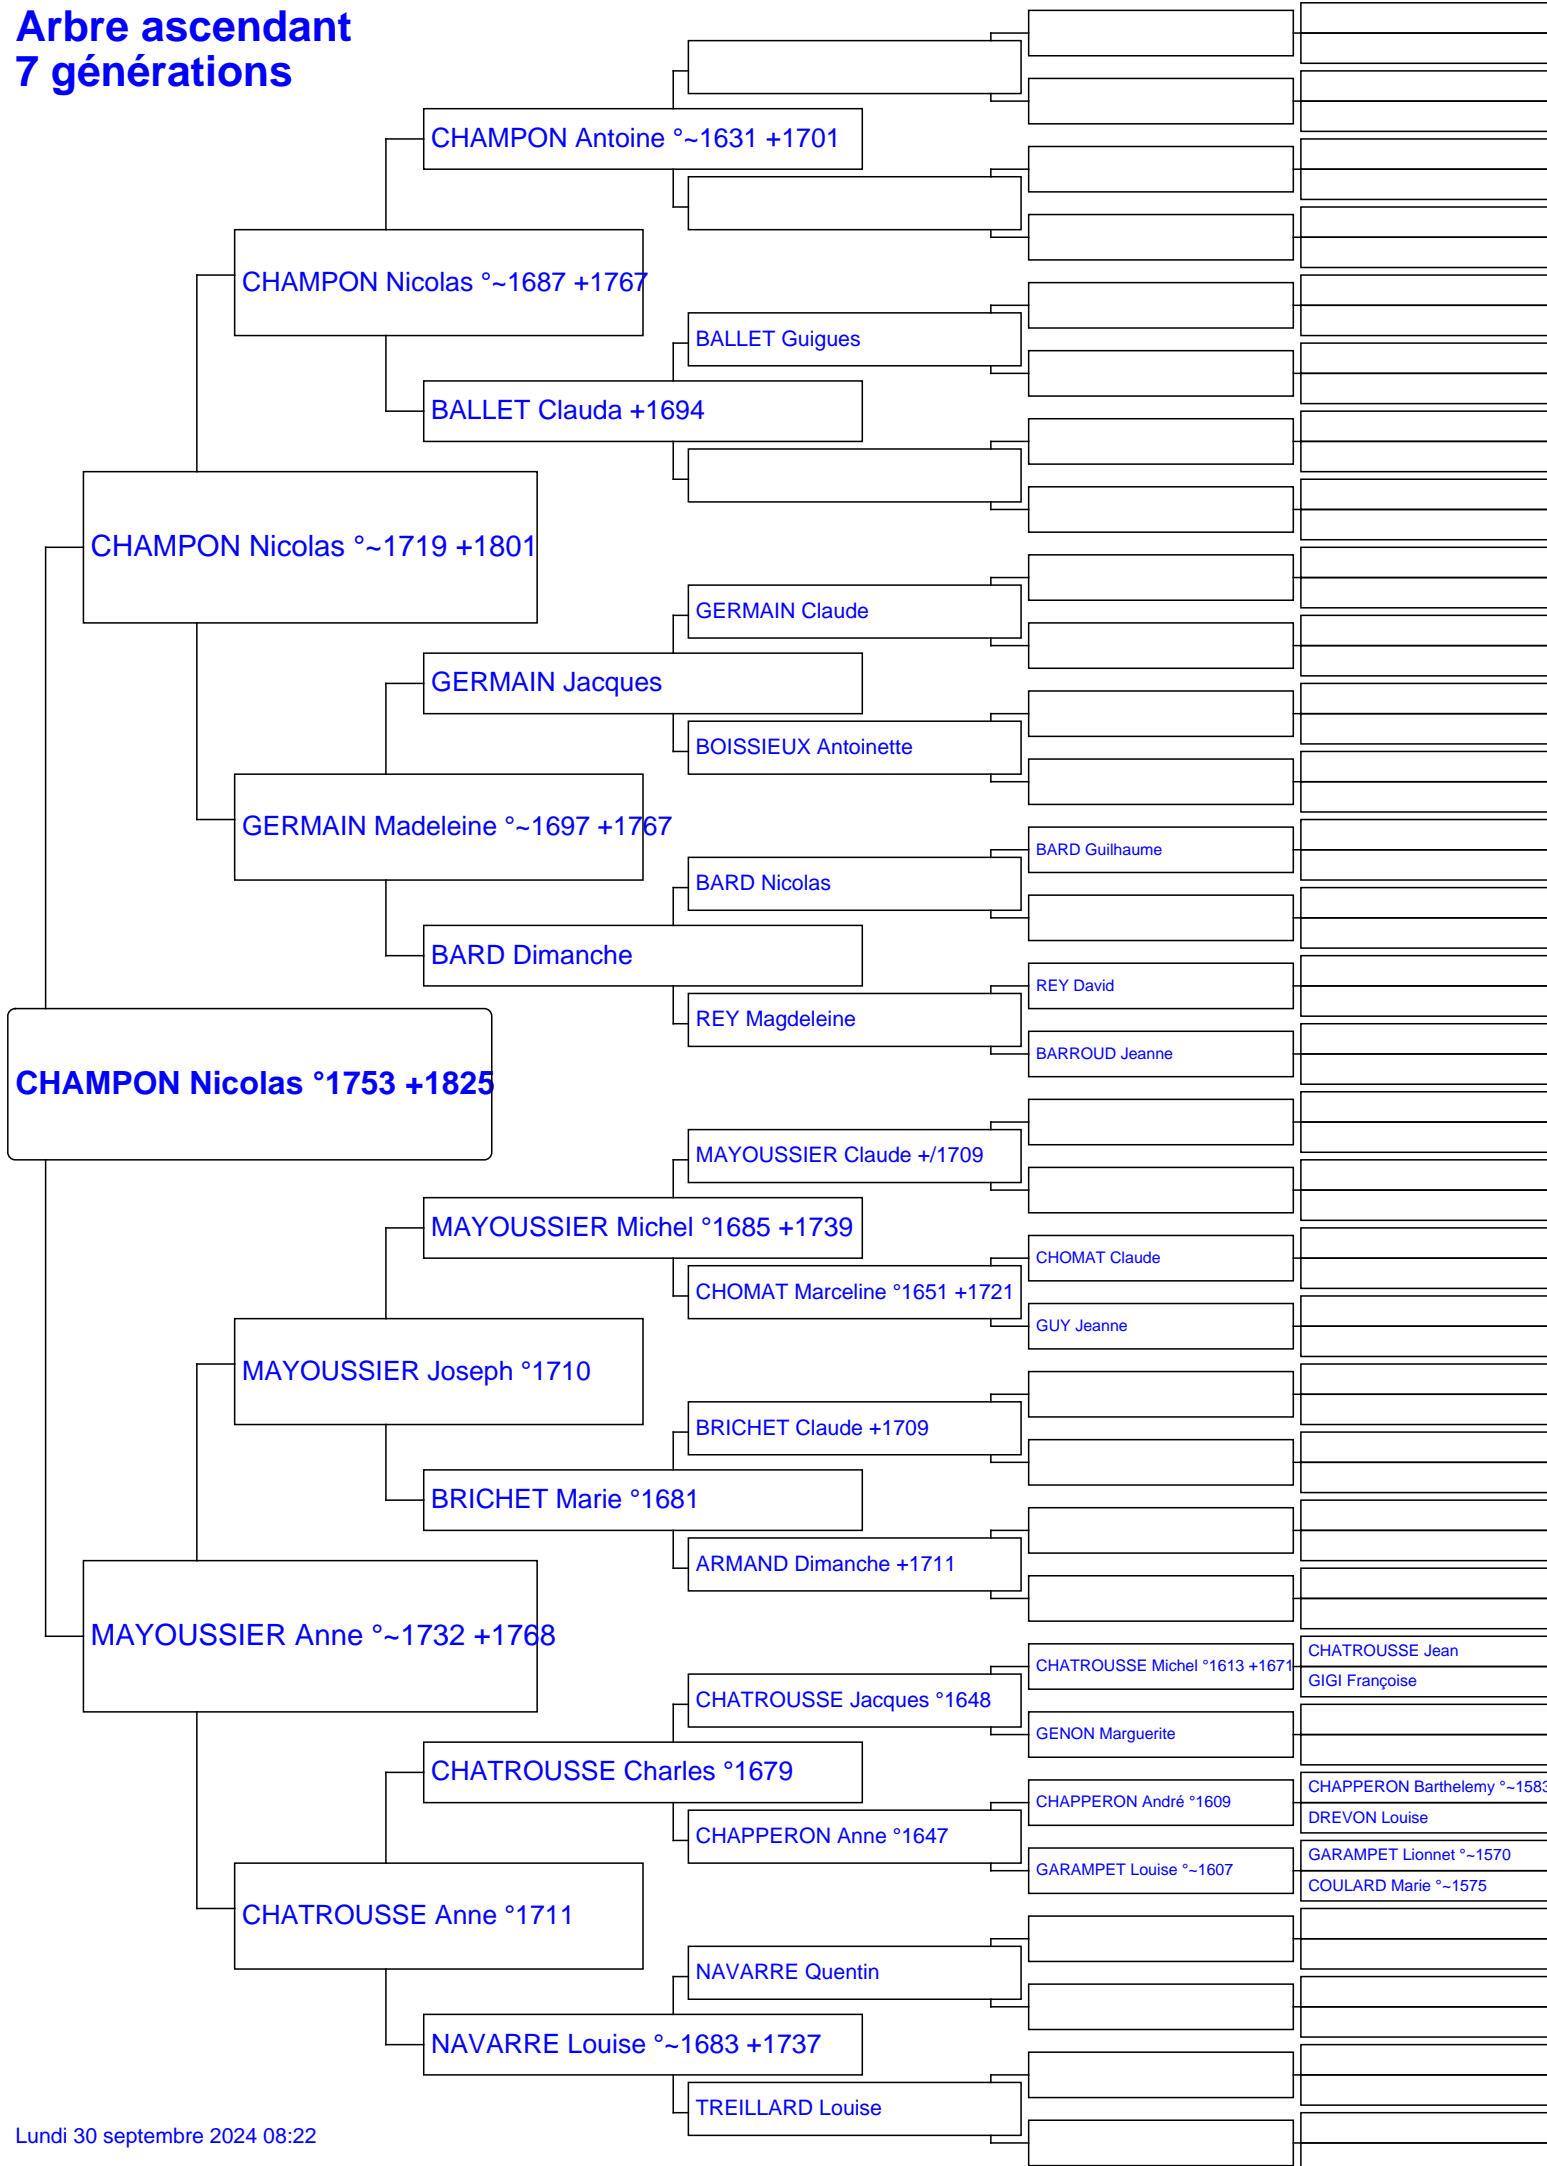 Arbre ascendant
7 générations
CHAMPON Antoine °~1631 +1701
CHAMPON Nicolas °~1687 +1767
BALLET Guigues
BALLET Clauda +1694
CHAMPON Nicolas °~1719 +1801
GERMAIN Claude
GERMAIN Jacques
BOISSIEUX Antoinette
GERMAIN Madeleine °~1697 +1767
BARD Guilhaume
BARD Nicolas
BARD Dimanche
REY David
REY Magdeleine
BARROUD Jeanne
CHAMPON Nicolas °1753 +1825
MAYOUSSIER Claude +/1709
MAYOUSSIER Michel °1685 +1739
CHOMAT Claude
CHOMAT Marceline °1651 +1721
GUY Jeanne
MAYOUSSIER Joseph °1710
BRICHET Claude +1709
BRICHET Marie °1681
ARMAND Dimanche +1711
MAYOUSSIER Anne °~1732 +1768
CHATROUSSE Jean
CHATROUSSE Michel °1613 +1671
GIGI Françoise
CHATROUSSE Jacques °1648
GENON Marguerite
CHATROUSSE Charles °1679
CHAPPERON Barthelemy °~1583
CHAPPERON André °1609
DREVON Louise
CHAPPERON Anne °1647
GARAMPET Lionnet °~1570
GARAMPET Louise °~1607
COULARD Marie °~1575
CHATROUSSE Anne °1711
NAVARRE Quentin
NAVARRE Louise °~1683 +1737
TREILLARD Louise
Lundi 30 septembre 2024 08:22